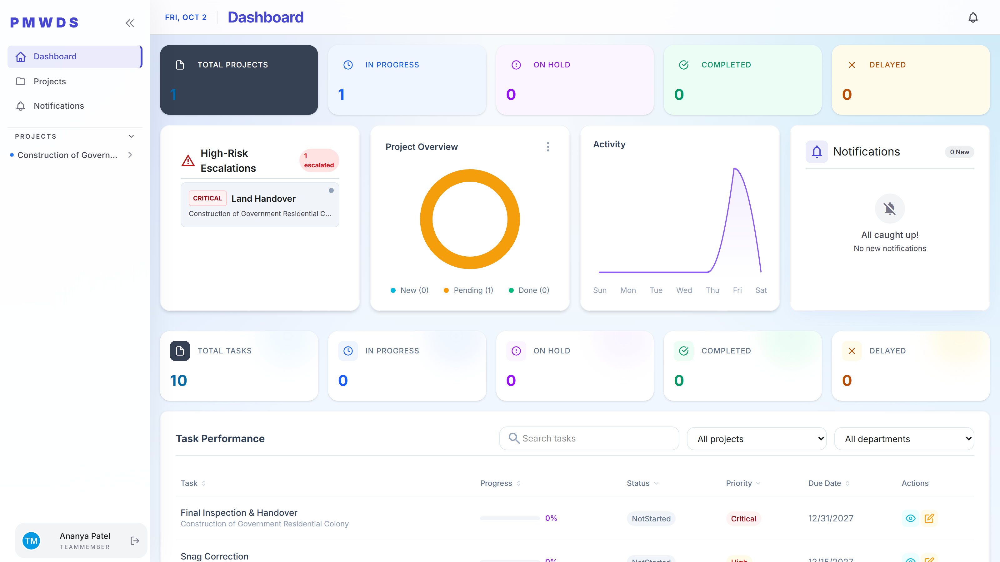 PMWDS
Dashboard
Projects
Notifications
PROJECTS
Construction of Govern...
Ananya Patel
TEAMMEMBER
TM
FRI, OCT 2
Dashboard
TOTAL PROJECTS
1
IN PROGRESS
1
ON HOLD
0
COMPLETED
0
DELAYED
0
High-Risk
Escalations
1
escalated
CRITICAL Land Handover
Construction of Government Residential C...
Project Overview
New (0) Pending (1) Done (0)
Activity
Sun Mon Tue Wed Thu Fri Sat
Notifications
0 New
All caught up!
No new notifications
TOTAL TASKS
10
IN PROGRESS
0
ON HOLD
0
COMPLETED
0
DELAYED
0
Task Performance
Search tasks
All projects
All departments
Task Progress Status Priority Due Date Actions
Final Inspection & Handover
Construction of Government Residential Colony
0% NotStarted Critical 12/31/2027
Snag Correction
0% NotStarted High 12/15/2027